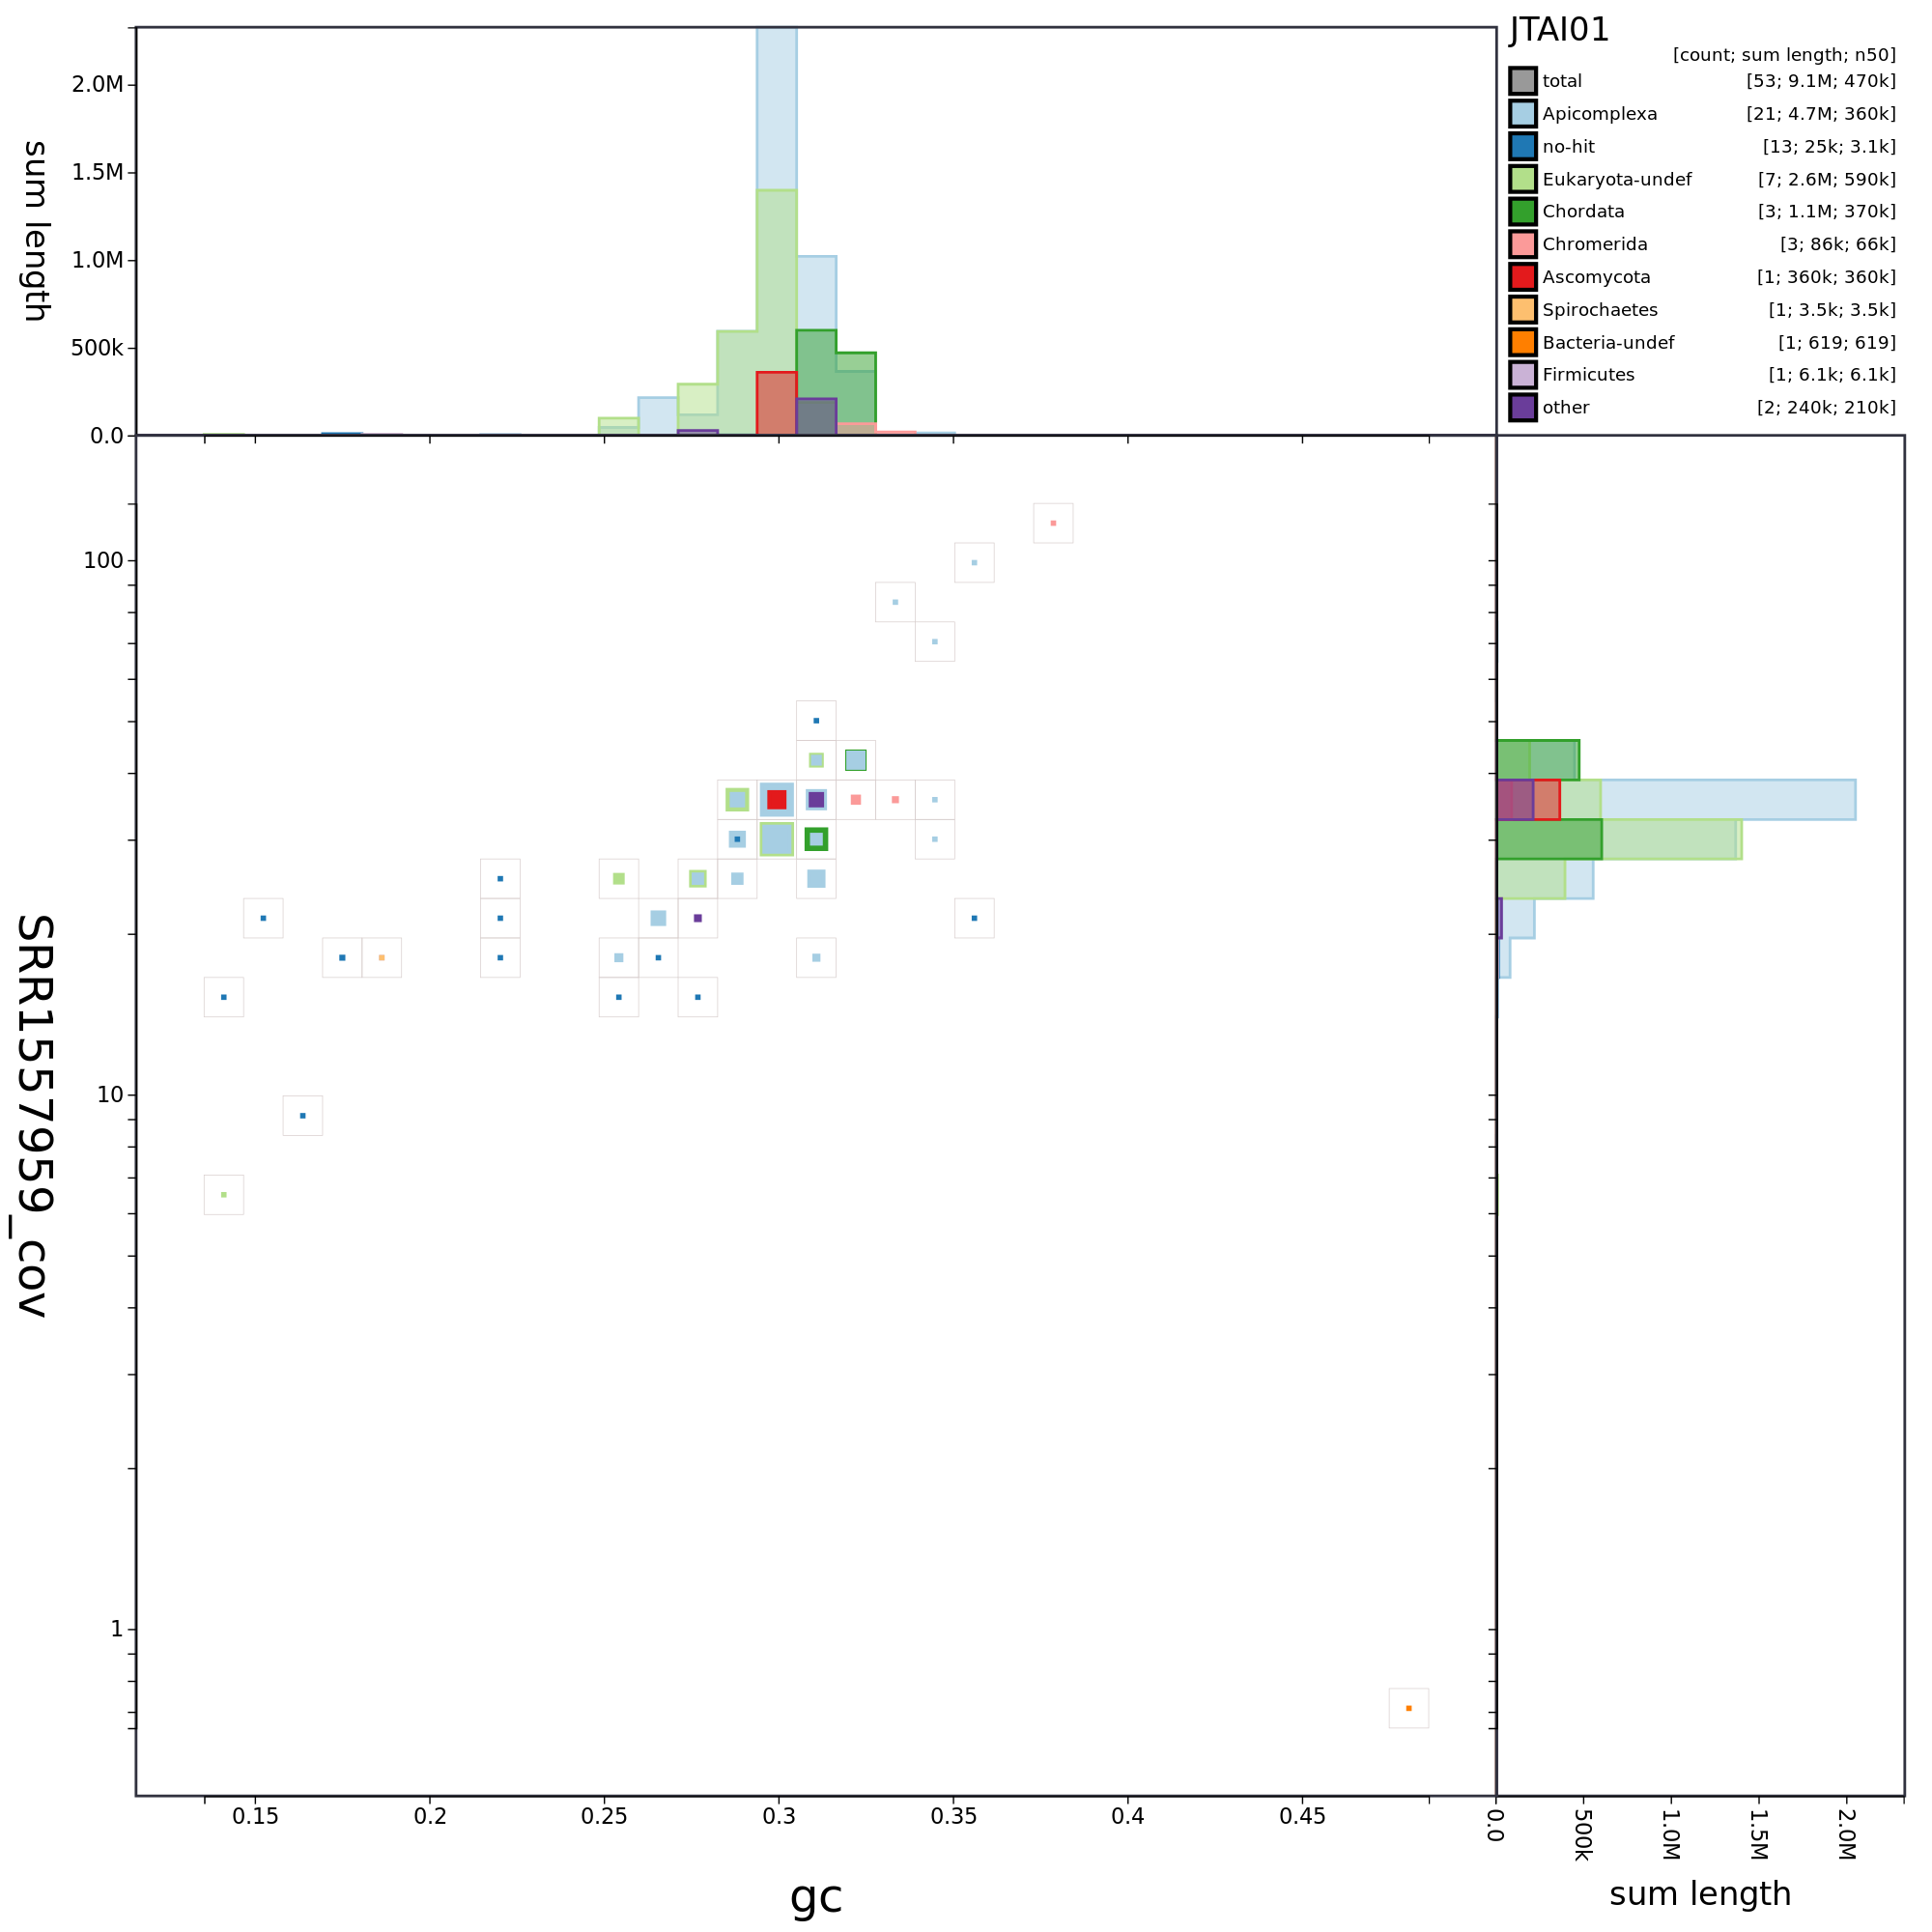 JTAI01
[count; sum length; n50]
total [53; 9.1M; 470k]
Apicomplexa [21; 4.7M; 360k]
no-hit [13; 25k; 3.1k]
Eukaryota-undef [7; 2.6M; 590k]
Chordata [3; 1.1M; 370k]
Chromerida [3; 86k; 66k]
Ascomycota [1; 360k; 360k]
Spirochaetes [1; 3.5k; 3.5k]
Bacteria-undef [1; 619; 619]
Firmicutes [1; 6.1k; 6.1k]
other [2; 240k; 210k]
sum length
2.0M
1.5M
1.0M
500k
0.0
SRR1557959_cov
100
10
1
0.15 0.2 0.25 0.3 0.35 0.4 0.45
gc
0.0 500k 1.0M 1.5M 2.0M
sum length